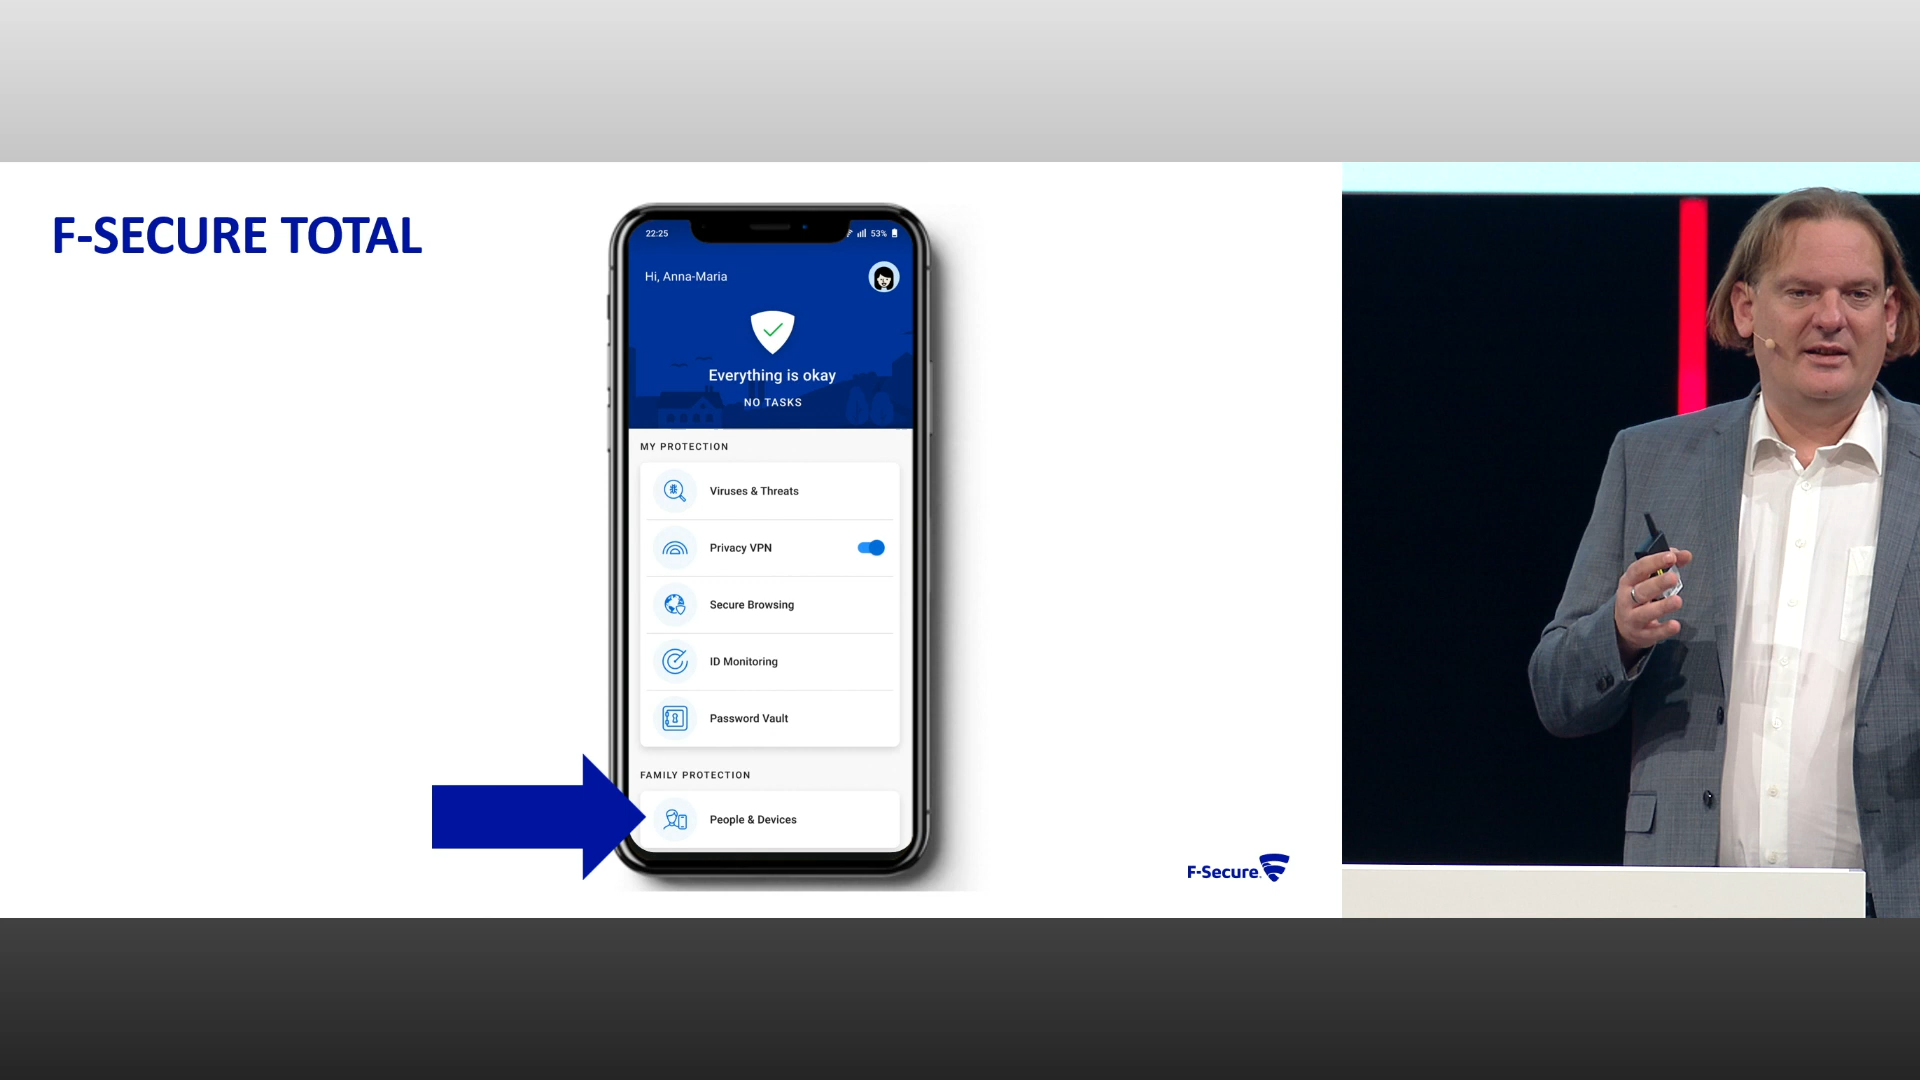 F-SECURE TOTAL
22:25
53%
Hi, Anna-Maria
Everything is okay
NO TASKS
MY PROTECTION
Viruses & Threats
Privacy VPN
Secure Browsing
ID Monitoring
Password Vault
FAMILY PROTECTION
People & Devices
F-Secure